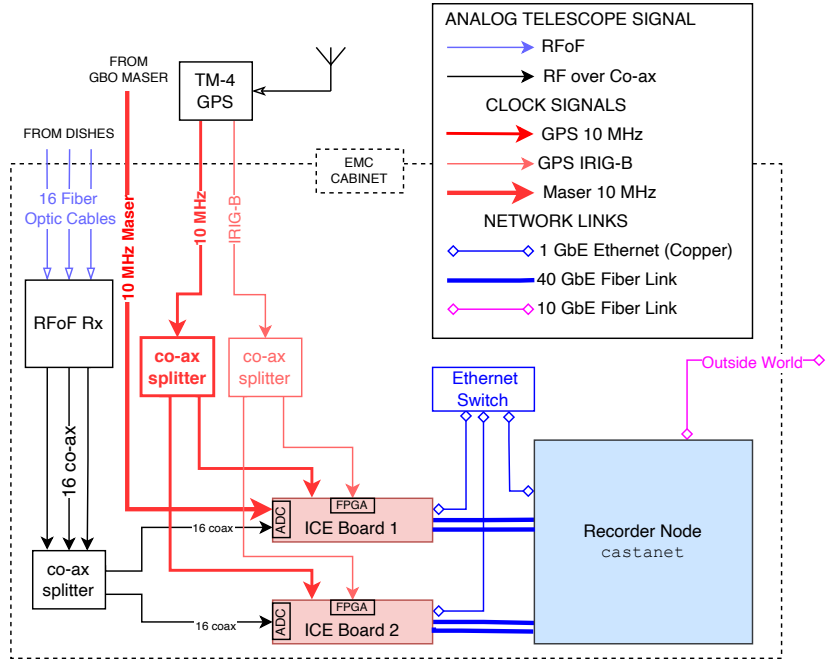 FROM
GBO MASER
TM-4
GPS
FROM DISHES
EMC
CABINET
16 Fiber
Optic Cables
10 MHz Maser
10 MHz
IRIG-B
RFoF Rx
co-ax
splitter
co-ax
splitter
16 co-ax
co-ax
splitter
16 coax
16 coax
ADC
FPGA
ICE Board 1
ADC
FPGA
ICE Board 2
Ethernet
Switch
Outside World
Recorder Node
castanet
ANALOG TELESCOPE SIGNAL
RFoF
RF over Co-ax
CLOCK SIGNALS
GPS 10 MHz
GPS IRIG-B
Maser 10 MHz
NETWORK LINKS
1 GbE Ethernet (Copper)
40 GbE Fiber Link
10 GbE Fiber Link